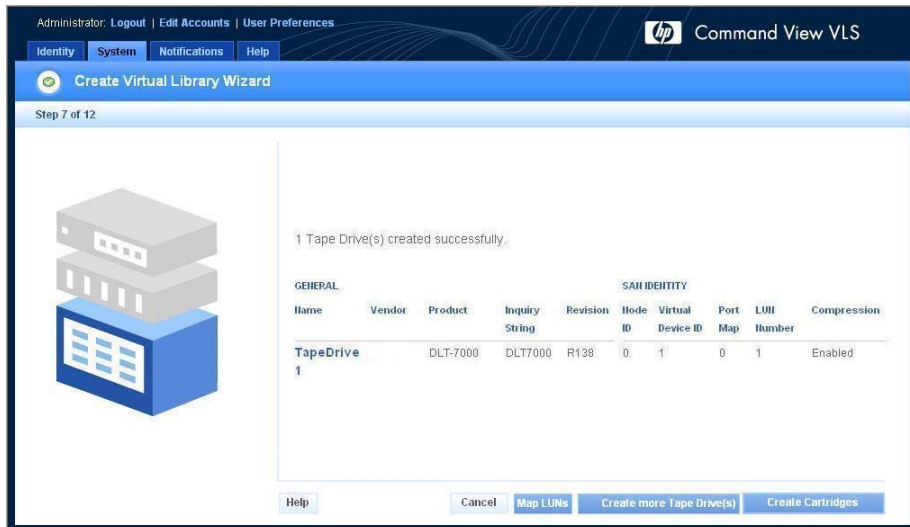 Administrator: Logout | Edit Accounts | User Preferences
hp Command View VLS
Identity System Notifications Help
Create Virtual Library Wizard
Step 7 of 12
1 Tape Drive(s) created successfully.
GENERAL SAN IDENTITY
Name Vendor Product Inquiry String Revision Node ID Virtual Device ID Port Map LUN Number Compression
TapeDrive 1 DLT-7000 DLT7000 R138 0 1 0 1 Enabled
Help Cancel Map LUNs Create more Tape Drive(s) Create Cartridges